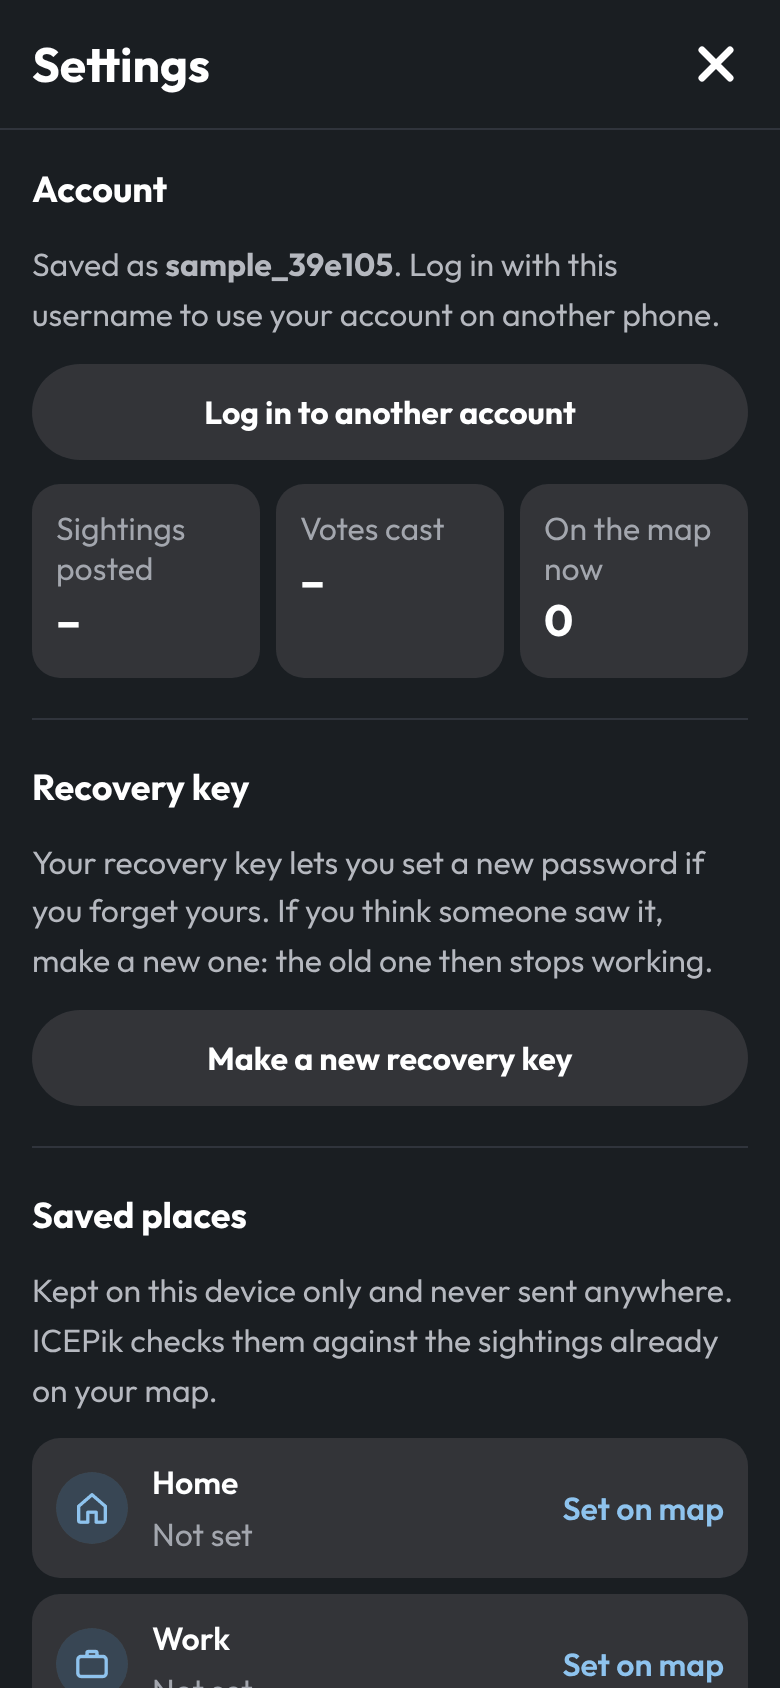 Settings
Account
Saved as sample_39e105. Log in with this
username to use your account on another phone.
Log in to another account
Sightings
posted
–
Votes cast
–
On the map
now
0
Recovery key
Your recovery key lets you set a new password if
you forget yours. If you think someone saw it,
make a new one: the old one then stops working.
Make a new recovery key
Saved places
Kept on this device only and never sent anywhere.
ICEPik checks them against the sightings already
on your map.
Home
Not set
Set on map
Work
Not set
Set on map